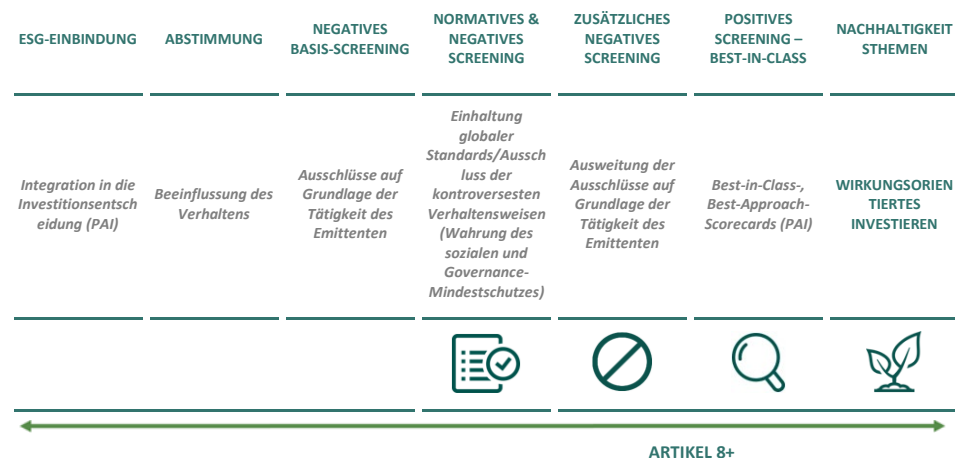 ESG-EINBINDUNG
ABSTIMMUNG
NEGATIVES
BASIS-SCREENING
NORMATIVES &
NEGATIVES
SCREENING
ZUSÄTZLICHES
NEGATIVES
SCREENING
POSITIVES
SCREENING –
BEST-IN-CLASS
NACHHALTIGKEIT
STHEMEN
Integration in die
Investitionsentsch
eidung (PAI)
Beeinflussung des
Verhaltens
Ausschlüsse auf
Grundlage der
Tätigkeit des
Emittenten
Einhaltung
globaler
Standards/Aussch
luss der
kontroversesten
Verhaltensweisen
(Wahrung des
sozialen und
Governance-
Mindestschutzes)
Ausweitung der
Ausschlüsse auf
Grundlage der
Tätigkeit des
Emittenten
Best-in-Class-,
Best-Approach-
Scorecards (PAI)
WIRKUNGSORIEN
TIERTES
INVESTIEREN
ARTIKEL 8+